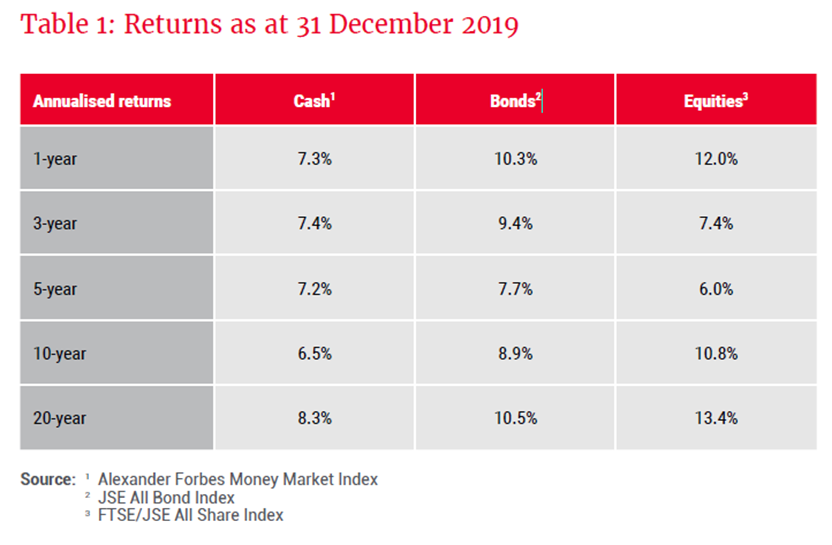 Table 1: Returns as at 31 December 2019
Annualised returns Cash¹ Bonds² Equities³
1-year 7.3% 10.3% 12.0%
3-year 7.4% 9.4% 7.4%
5-year 7.2% 7.7% 6.0%
10-year 6.5% 8.9% 10.8%
20-year 8.3% 10.5% 13.4%
Source: ¹ Alexander Forbes Money Market Index
² JSE All Bond Index
³ FTSE/JSE All Share Index